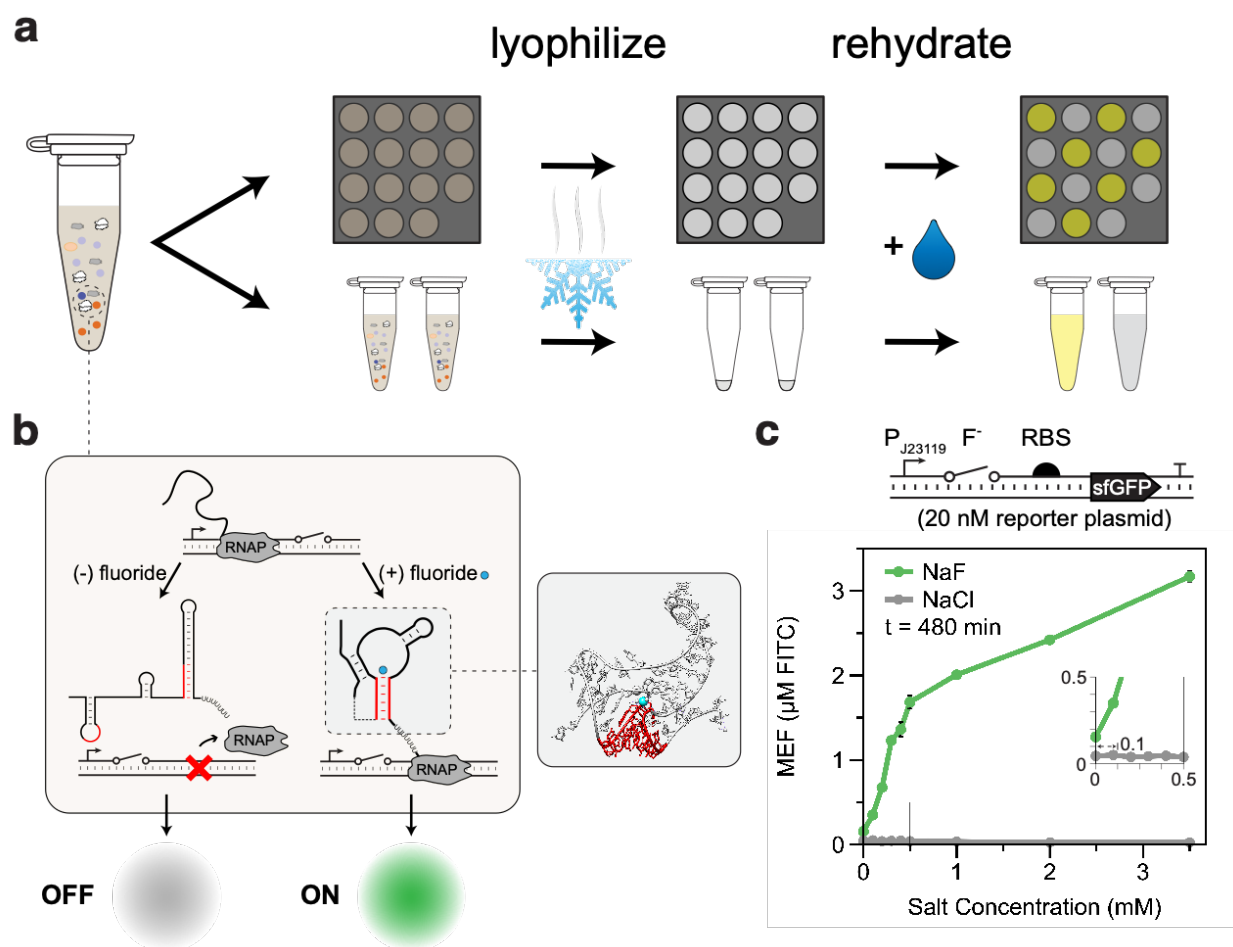 a
lyophilize
rehydrate
+
b
RNAP
(-) fluoride
(+) fluoride
RNAP
RNAP
OFF
ON
c
P J23119 F- RBS
sfGFP
(20 nM reporter plasmid)
NaF
NaCl
t = 480 min
MEF (µM FITC)
3
2
1
0
0.5
0.1
0
0 0.5
0 1 2 3
Salt Concentration (mM)